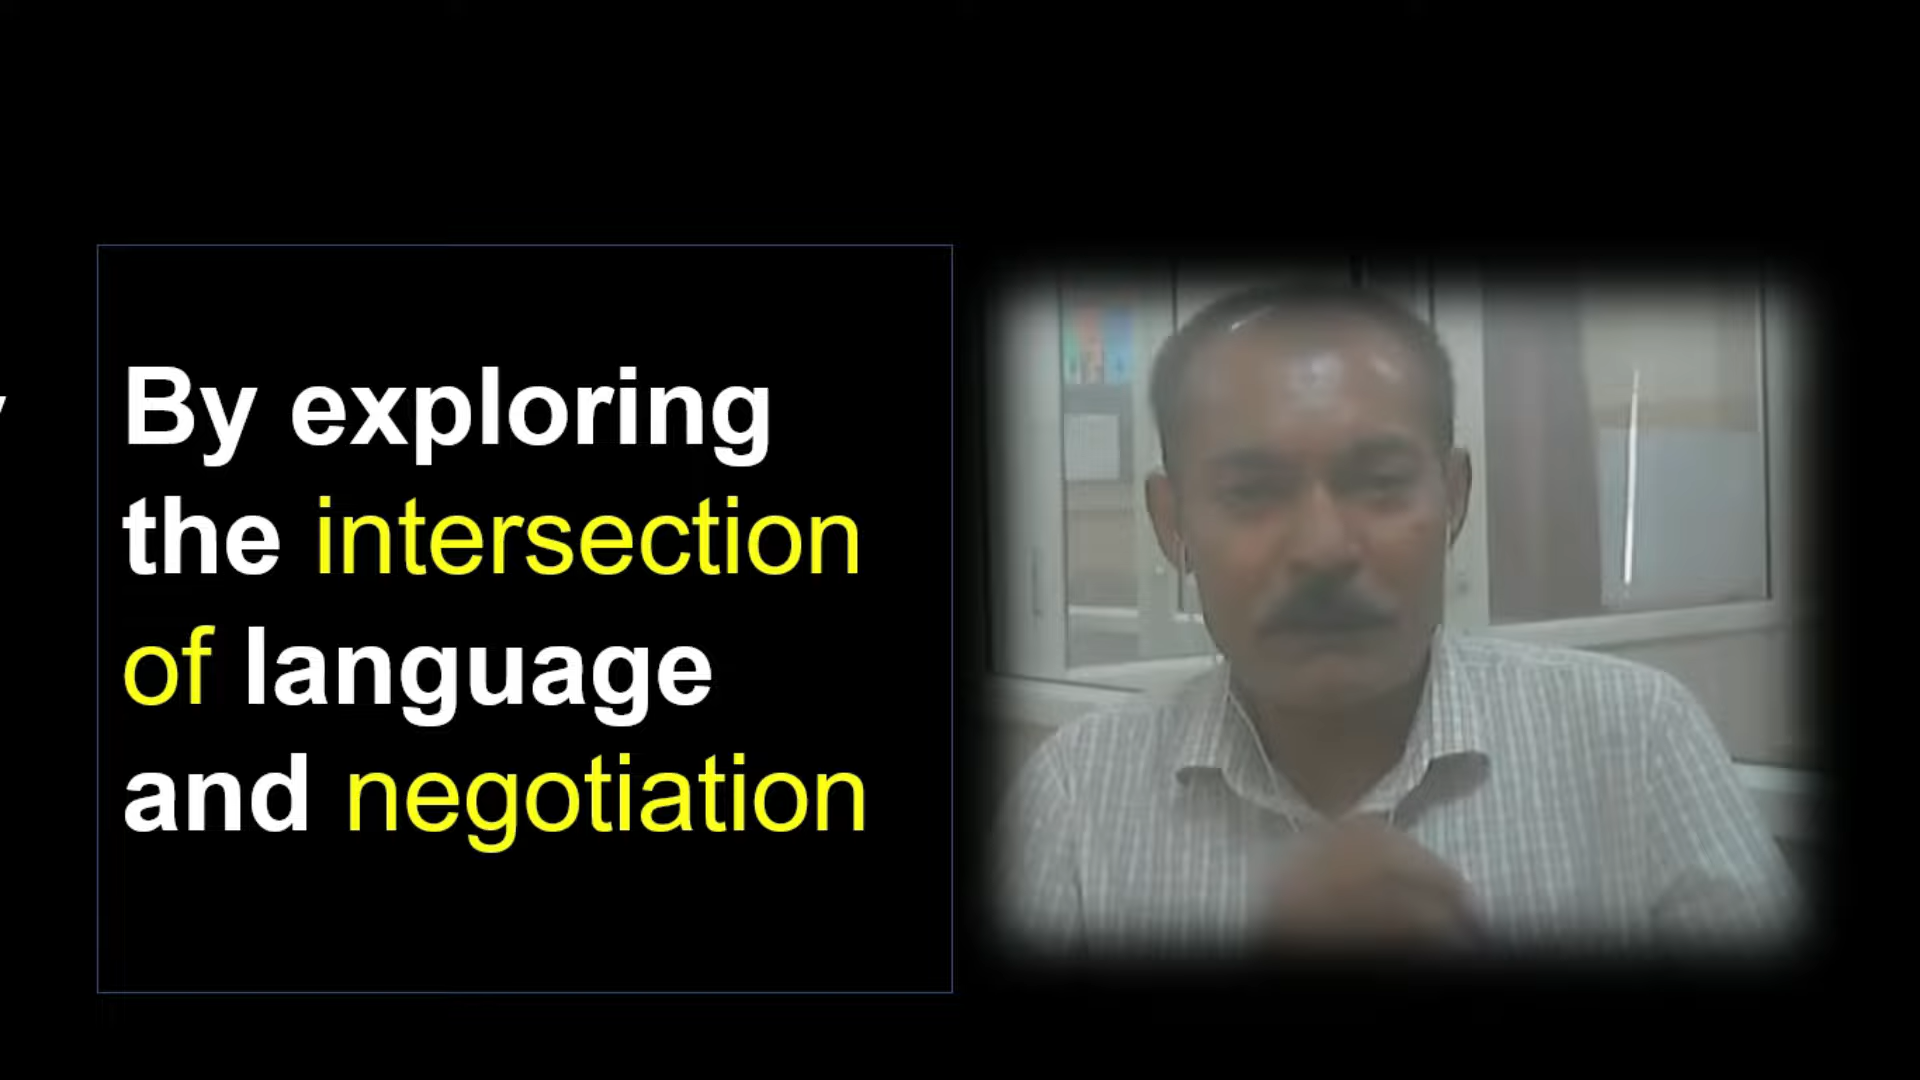 By exploring
the intersection
of language
and negotiation